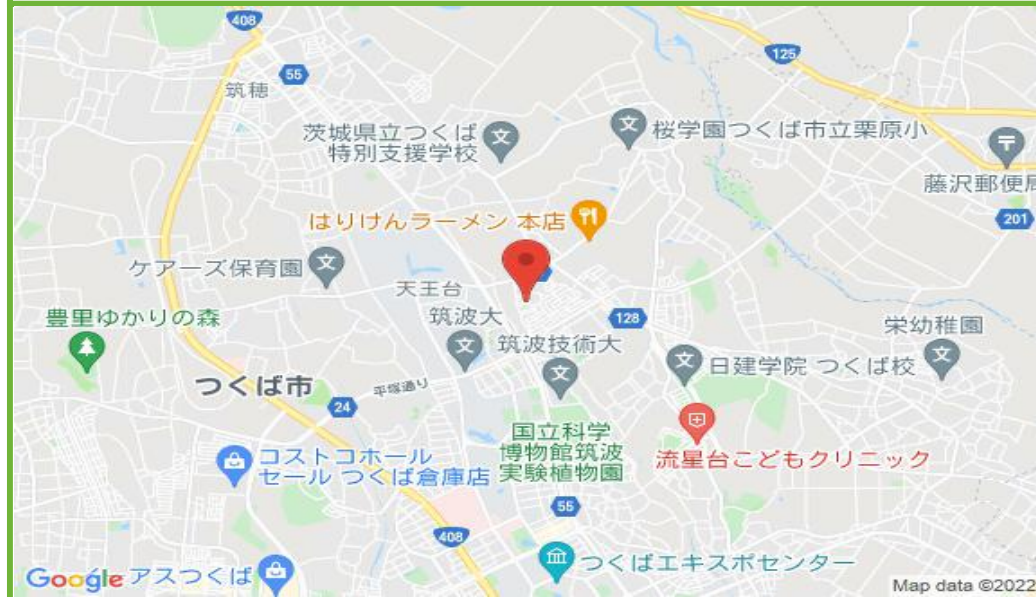 408
55
125
筑穂
茨城県立つくば
特別支援学校
桜学園つくば市立栗原小
藤沢郵便局
201
はりけんラーメン 本店
ケアーズ保育園
天王台
豊里ゆかりの森
筑波大
128
栄幼稚園
筑波技術大
日建学院 つくば校
つくば市
平塚通り
24
国立科学
博物館筑波
実験植物園
コストコホール
セール つくば倉庫店
流星台こどもクリニック
55
408
つくばエキスポセンター
Google
アスつくば
Map data ©2022